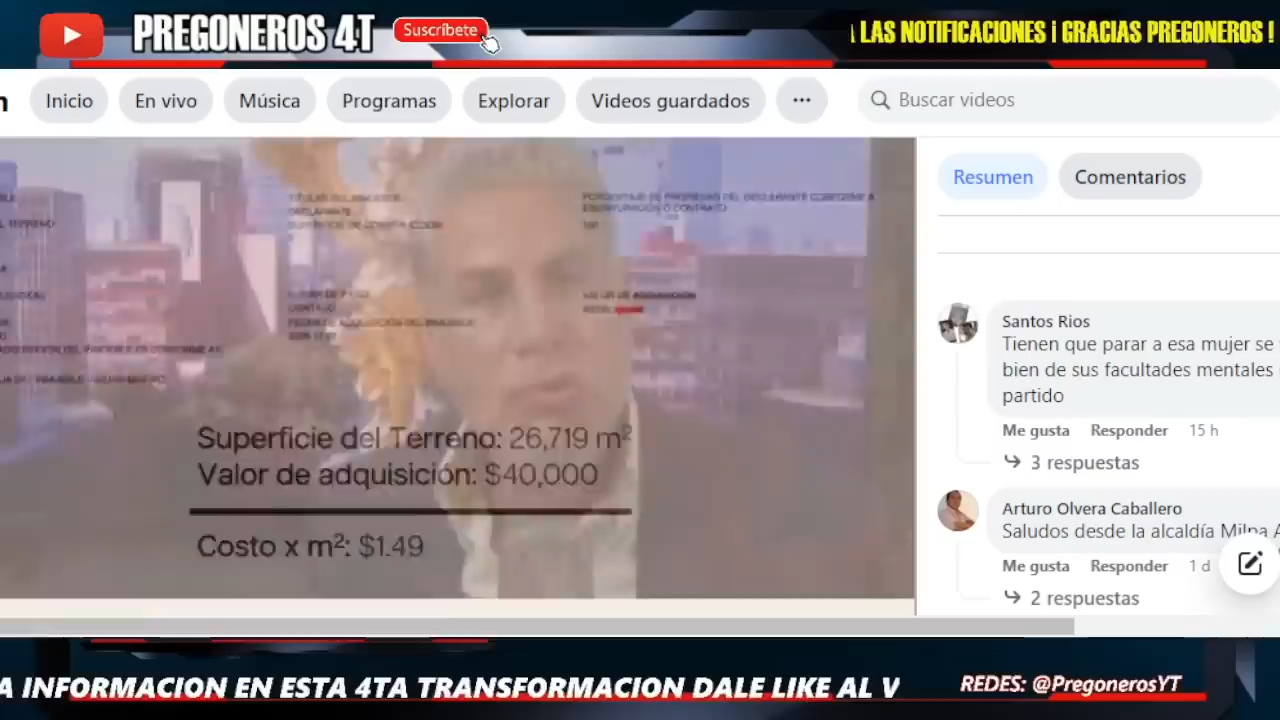 PREGONEROS 4T
Suscríbete
LAS NOTIFICACIONES ¡ GRACIAS PREGONEROS !
Inicio
En vivo
Música
Programas
Explorar
Videos guardados
Buscar videos
Superficie del Terreno: 26,719 m²
Valor de adquisición: $40,000
Costo x m²: $1.49
Resumen
Comentarios
Santos Rios
Tienen que parar a esa mujer se
bien de sus facultades mentales
partido
Me gusta Responder 15 h
3 respuestas
Arturo Olvera Caballero
Saludos desde la alcaldía Milpa A
Me gusta Responder 1 d
2 respuestas
A INFORMACION EN ESTA 4TA TRANSFORMACION DALE LIKE AL V
REDES: @PregonerosYT